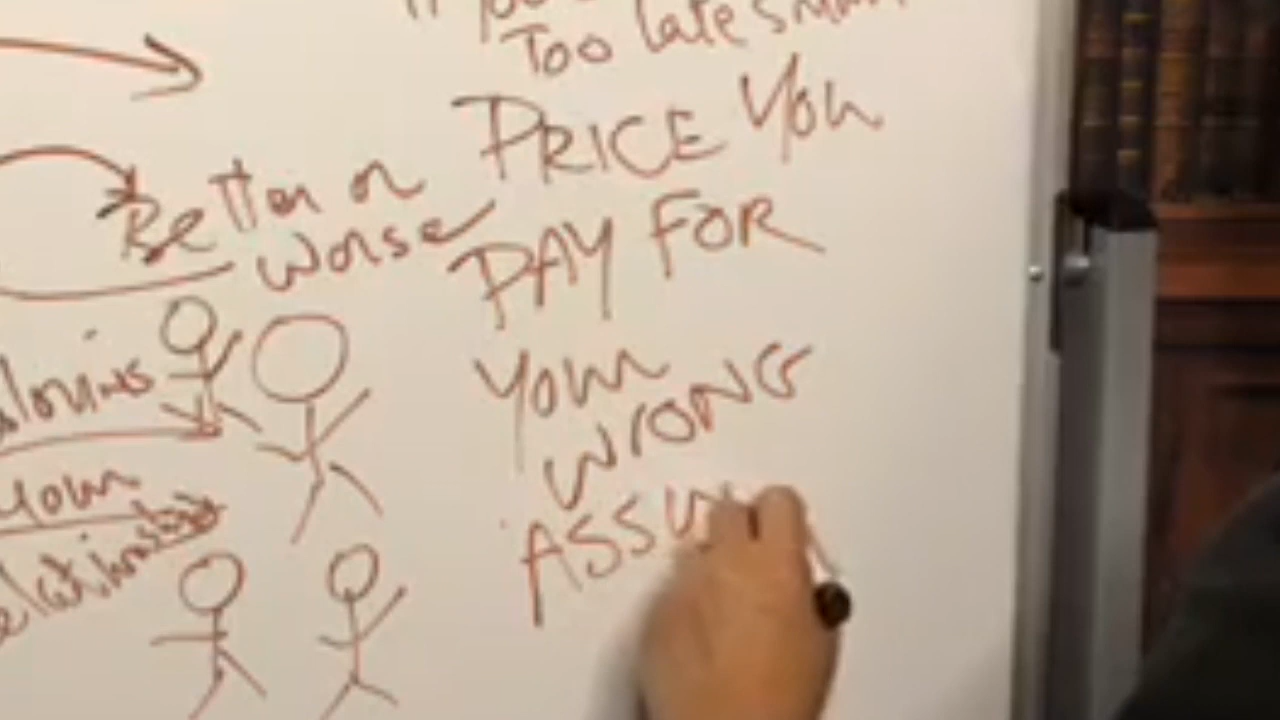 Too late smart
PRICE You
PAY FOR
Your
WRONG
ASSU
Better or
worse
Your